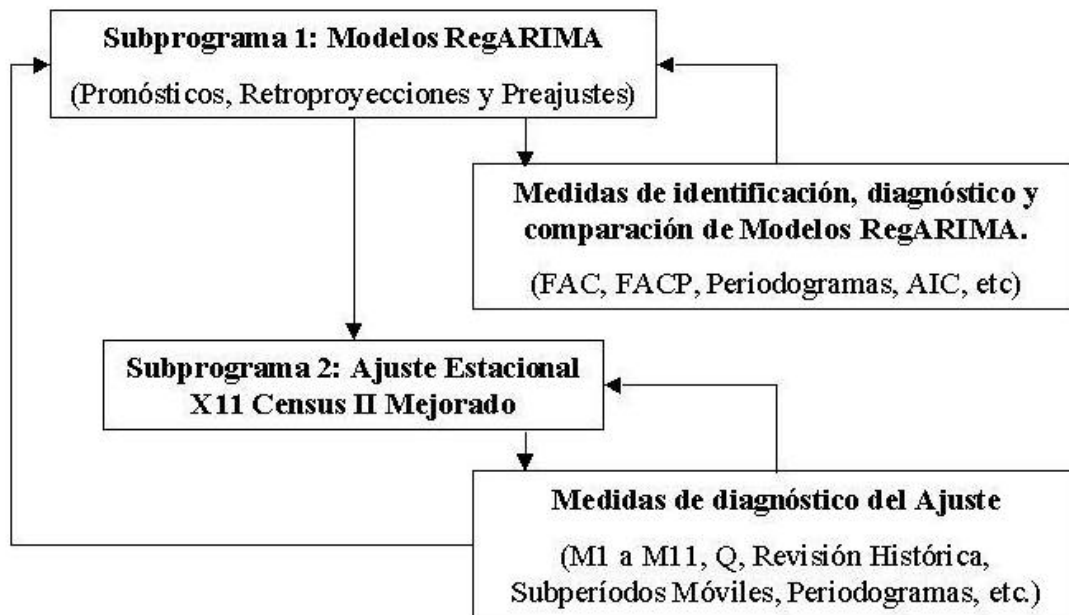 Subprograma 1: Modelos RegARIMA
(Pronósticos, Retroproyecciones y Preajustes)
Medidas de identificación, diagnóstico y
comparación de Modelos RegARIMA.
(FAC, FACP, Periodogramas, AIC, etc)
Subprograma 2: Ajuste Estacional
X11 Census II Mejorado
Medidas de diagnóstico del Ajuste
(M1 a M11, Q, Revisión Histórica,
Subperíodos Móviles, Periodogramas, etc.)